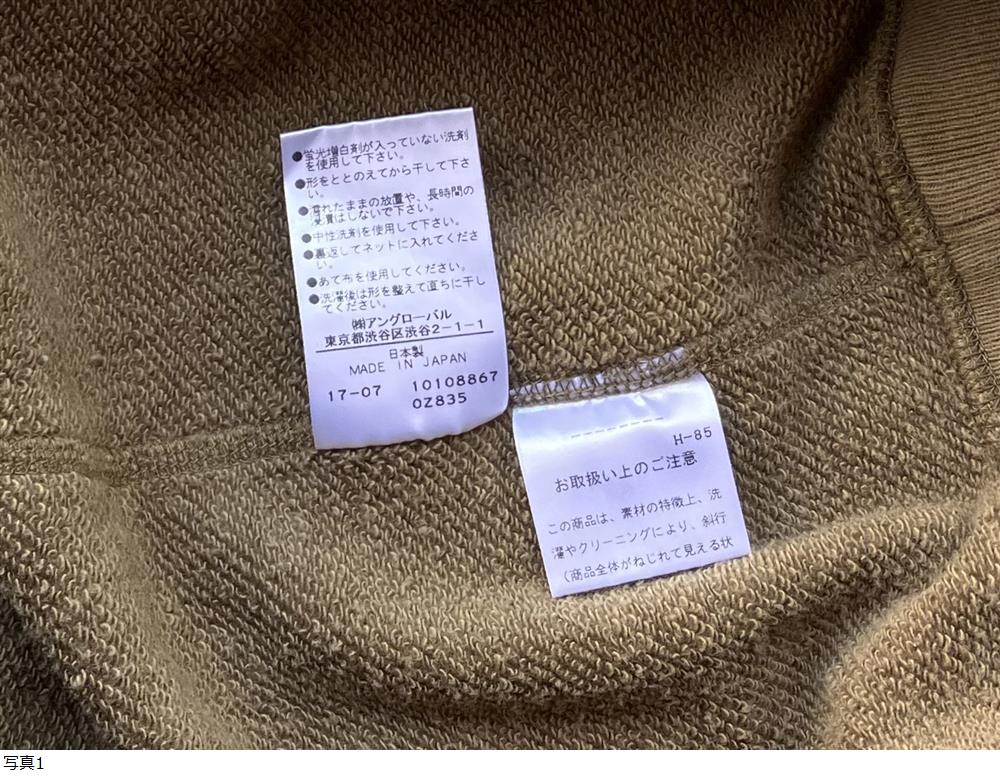 ●蛍光増白剤が入っていない洗剤
を使用して下さい。
●形をととのえてから干して下さ
い。
●濡れたままの放置や、長時間の
浸漬はしないで下さい。
●中性洗剤を使用して下さい。
●裏返してネットに入れてくださ
い。
●あて布を使用してください。
●洗濯後は形を整えて直ちに干し
てください。
㈱アングローバル
東京都渋谷区渋谷2-1-1
日本製
MADE IN JAPAN
17-07 10108867
0Z835
H-85
お取扱い上のご注意
この商品は、素材の特徴上、洗
濯やクリーニングにより、斜行
(商品全体がねじれて見える状
写真1